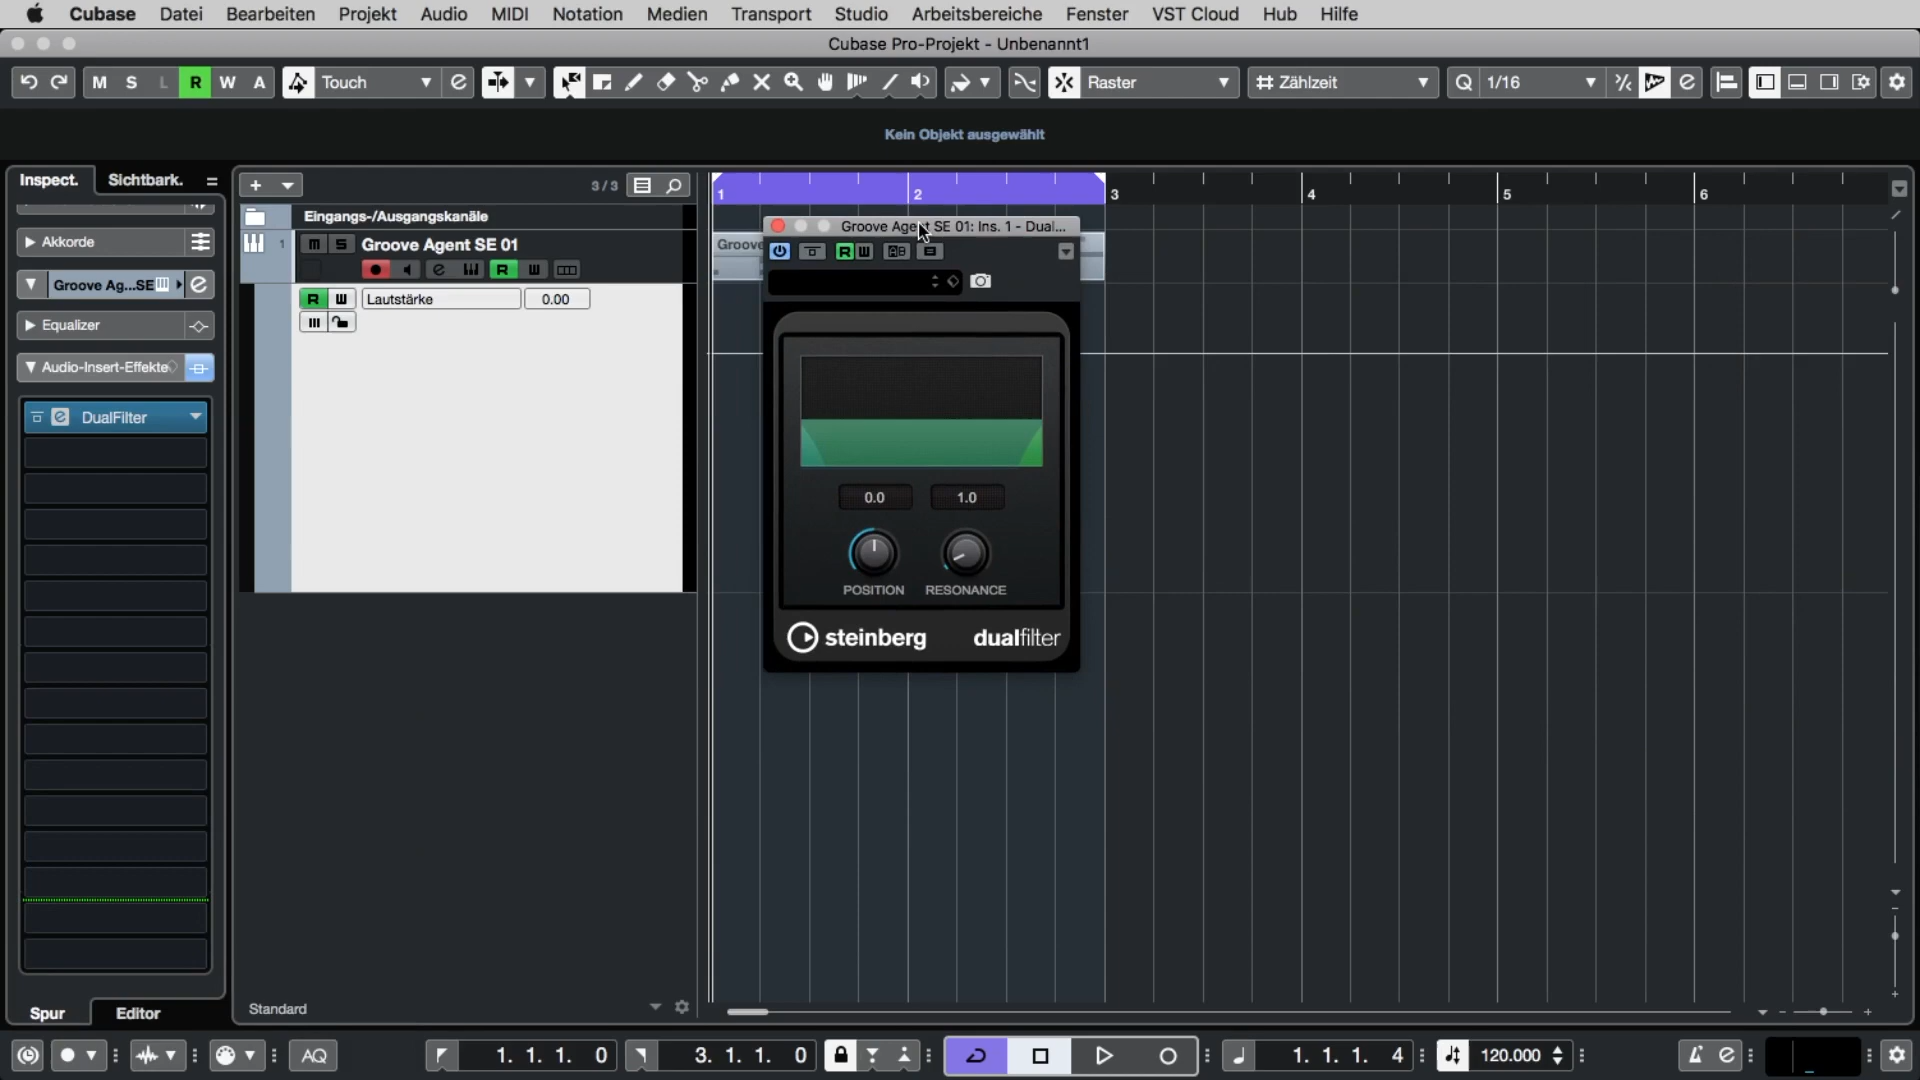 Cubase Datei Bearbeiten Projekt Audio MIDI Notation Medien Transport Studio Arbeitsbereiche Fenster VST Cloud Hub Hilfe
Cubase Pro-Projekt - Unbenannt1
M S L R W A Touch Raster Zählzeit Q 1/16
Kein Objekt ausgewählt
Inspect. Sichtbark.
3/3
1 2 3 4 5 6
Eingangs-/Ausgangskanäle
Akkorde
1 m S Groove Agent SE 01
Groove
Groove Agent SE 01: Ins. 1 - Dual...
R
R
Groove Ag...SE
R Lautstärke 0.00
Equalizer
Audio-Insert-Effekte
DualFilter
0.0 1.0
POSITION RESONANCE
steinberg dualfilter
Standard
Spur Editor
AQ 1. 1. 1. 0 3. 1. 1. 0 1. 1. 1. 4 120.000